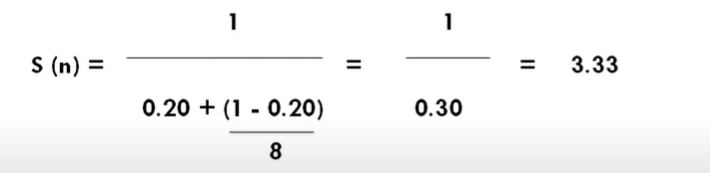 S (n) = 1 / 0.20 + (1 - 0.20) / 8 = 1 / 0.30 = 3.33